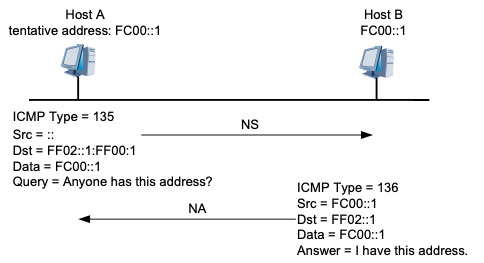 Host A
tentative address: FC00::1
Host B
FC00::1
ICMP Type = 135
Src = ::
Dst = FF02::1:FF00:1
Data = FC00::1
Query = Anyone has this address?
NS
ICMP Type = 136
Src = FC00::1
Dst = FF02::1
Data = FC00::1
Answer = I have this address.
NA